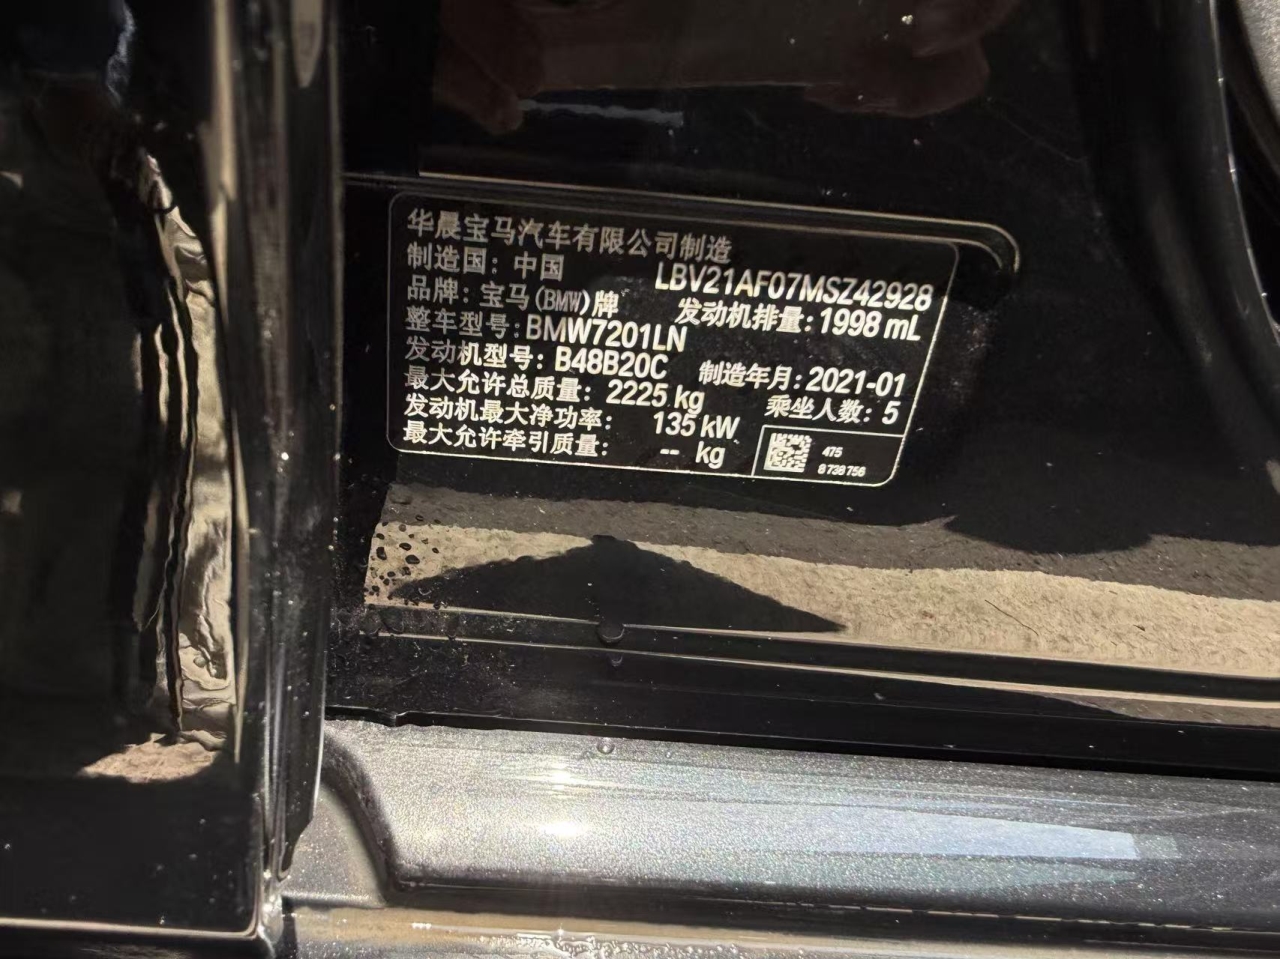 华晨宝马汽车有限公司制造
制造国：中国 LBV21AF07MSZ42928
品牌：宝马(BMW)牌 发动机排量：1998 mL
整车型号：BMW7201LN
发动机型号：B48B20C 制造年月：2021-01
最大允许总质量：2225 kg 乘坐人数：5
发动机最大净功率：135 kW
最大允许牵引质量：-- kg
475
8738756